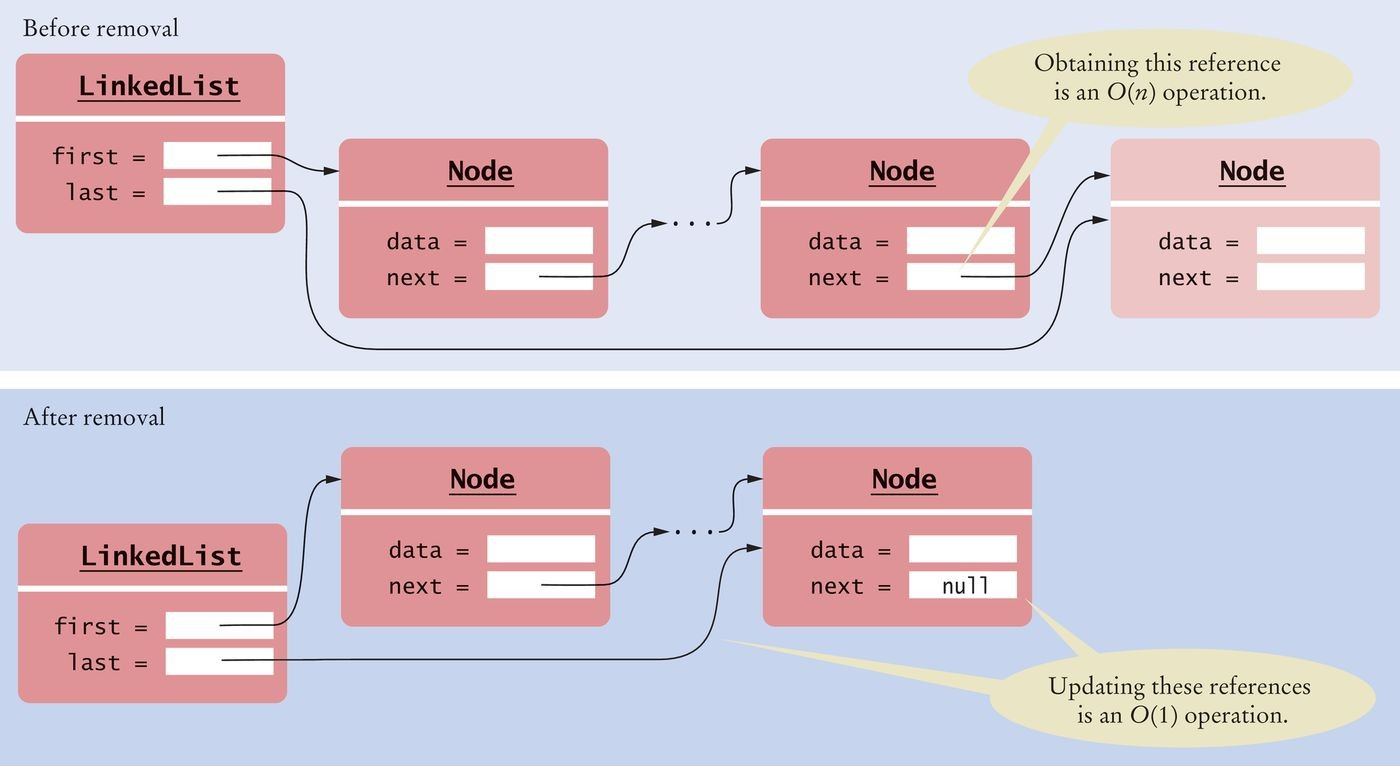 Before removal
LinkedList
first =
last =
Node
data =
next =
. . .
Node
data =
next =
Obtaining this reference
is an O(n) operation.
Node
data =
next =
After removal
LinkedList
first =
last =
Node
data =
next =
. . .
Node
data =
next = null
Updating these references
is an O(1) operation.